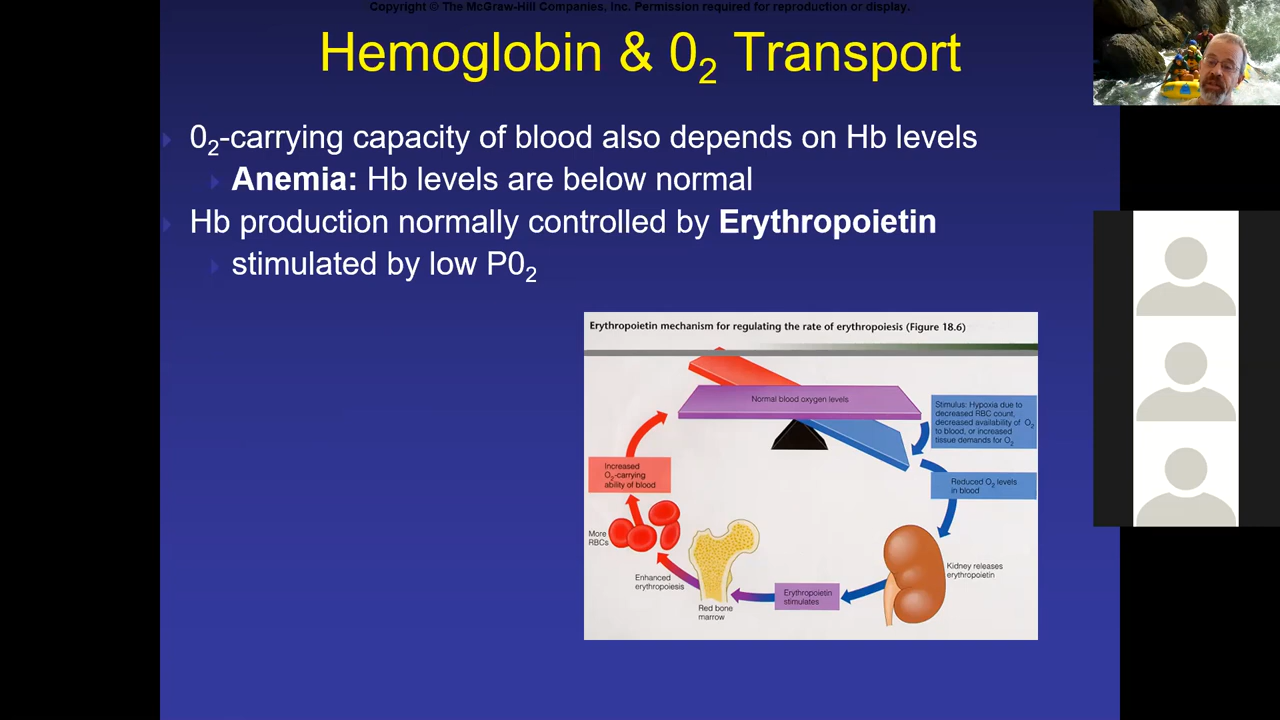 Copyright © The McGraw-Hill Companies, Inc. Permission required for reproduction or display.
Hemoglobin & 0₂ Transport
0₂-carrying capacity of blood also depends on Hb levels
Anemia: Hb levels are below normal
Hb production normally controlled by Erythropoietin
stimulated by low P0₂
Erythropoietin mechanism for regulating the rate of erythropoiesis (Figure 18.6)
Normal blood oxygen levels
Stimulus: Hypoxia due to
decreased RBC count,
decreased availability of O₂
to blood, or increased
tissue demands for O₂
Reduced O₂ levels
in blood
Kidney releases
erythropoietin
Erythropoietin
stimulates
Red bone
marrow
Enhanced
erythropoiesis
More
RBCs
Increased
O₂-carrying
ability of blood